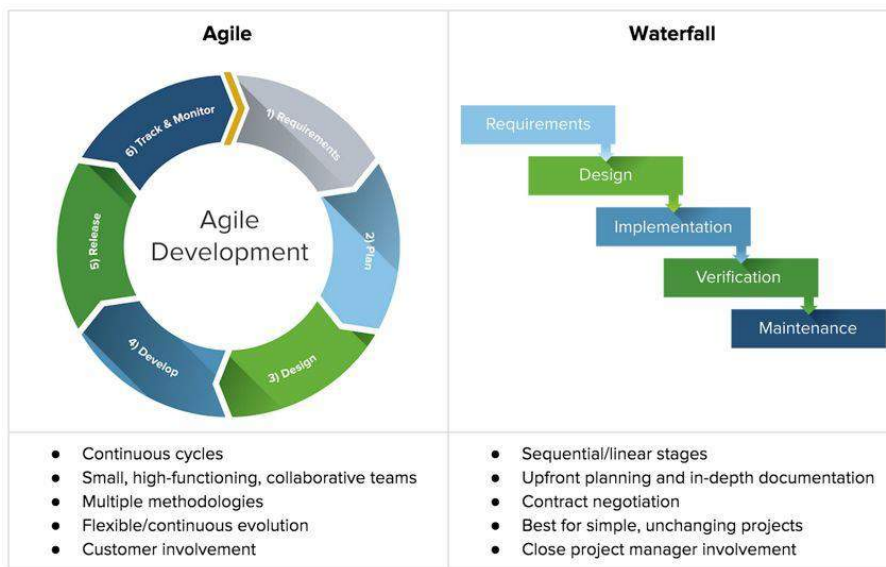 Agile
1) Requirements
2) Plan
3) Design
4) Develop
5) Release
6) Track & Monitor
Agile
Development
● Continuous cycles
● Small, high-functioning, collaborative teams
● Multiple methodologies
● Flexible/continuous evolution
● Customer involvement
Waterfall
Requirements
Design
Implementation
Verification
Maintenance
● Sequential/linear stages
● Upfront planning and in-depth documentation
● Contract negotiation
● Best for simple, unchanging projects
● Close project manager involvement